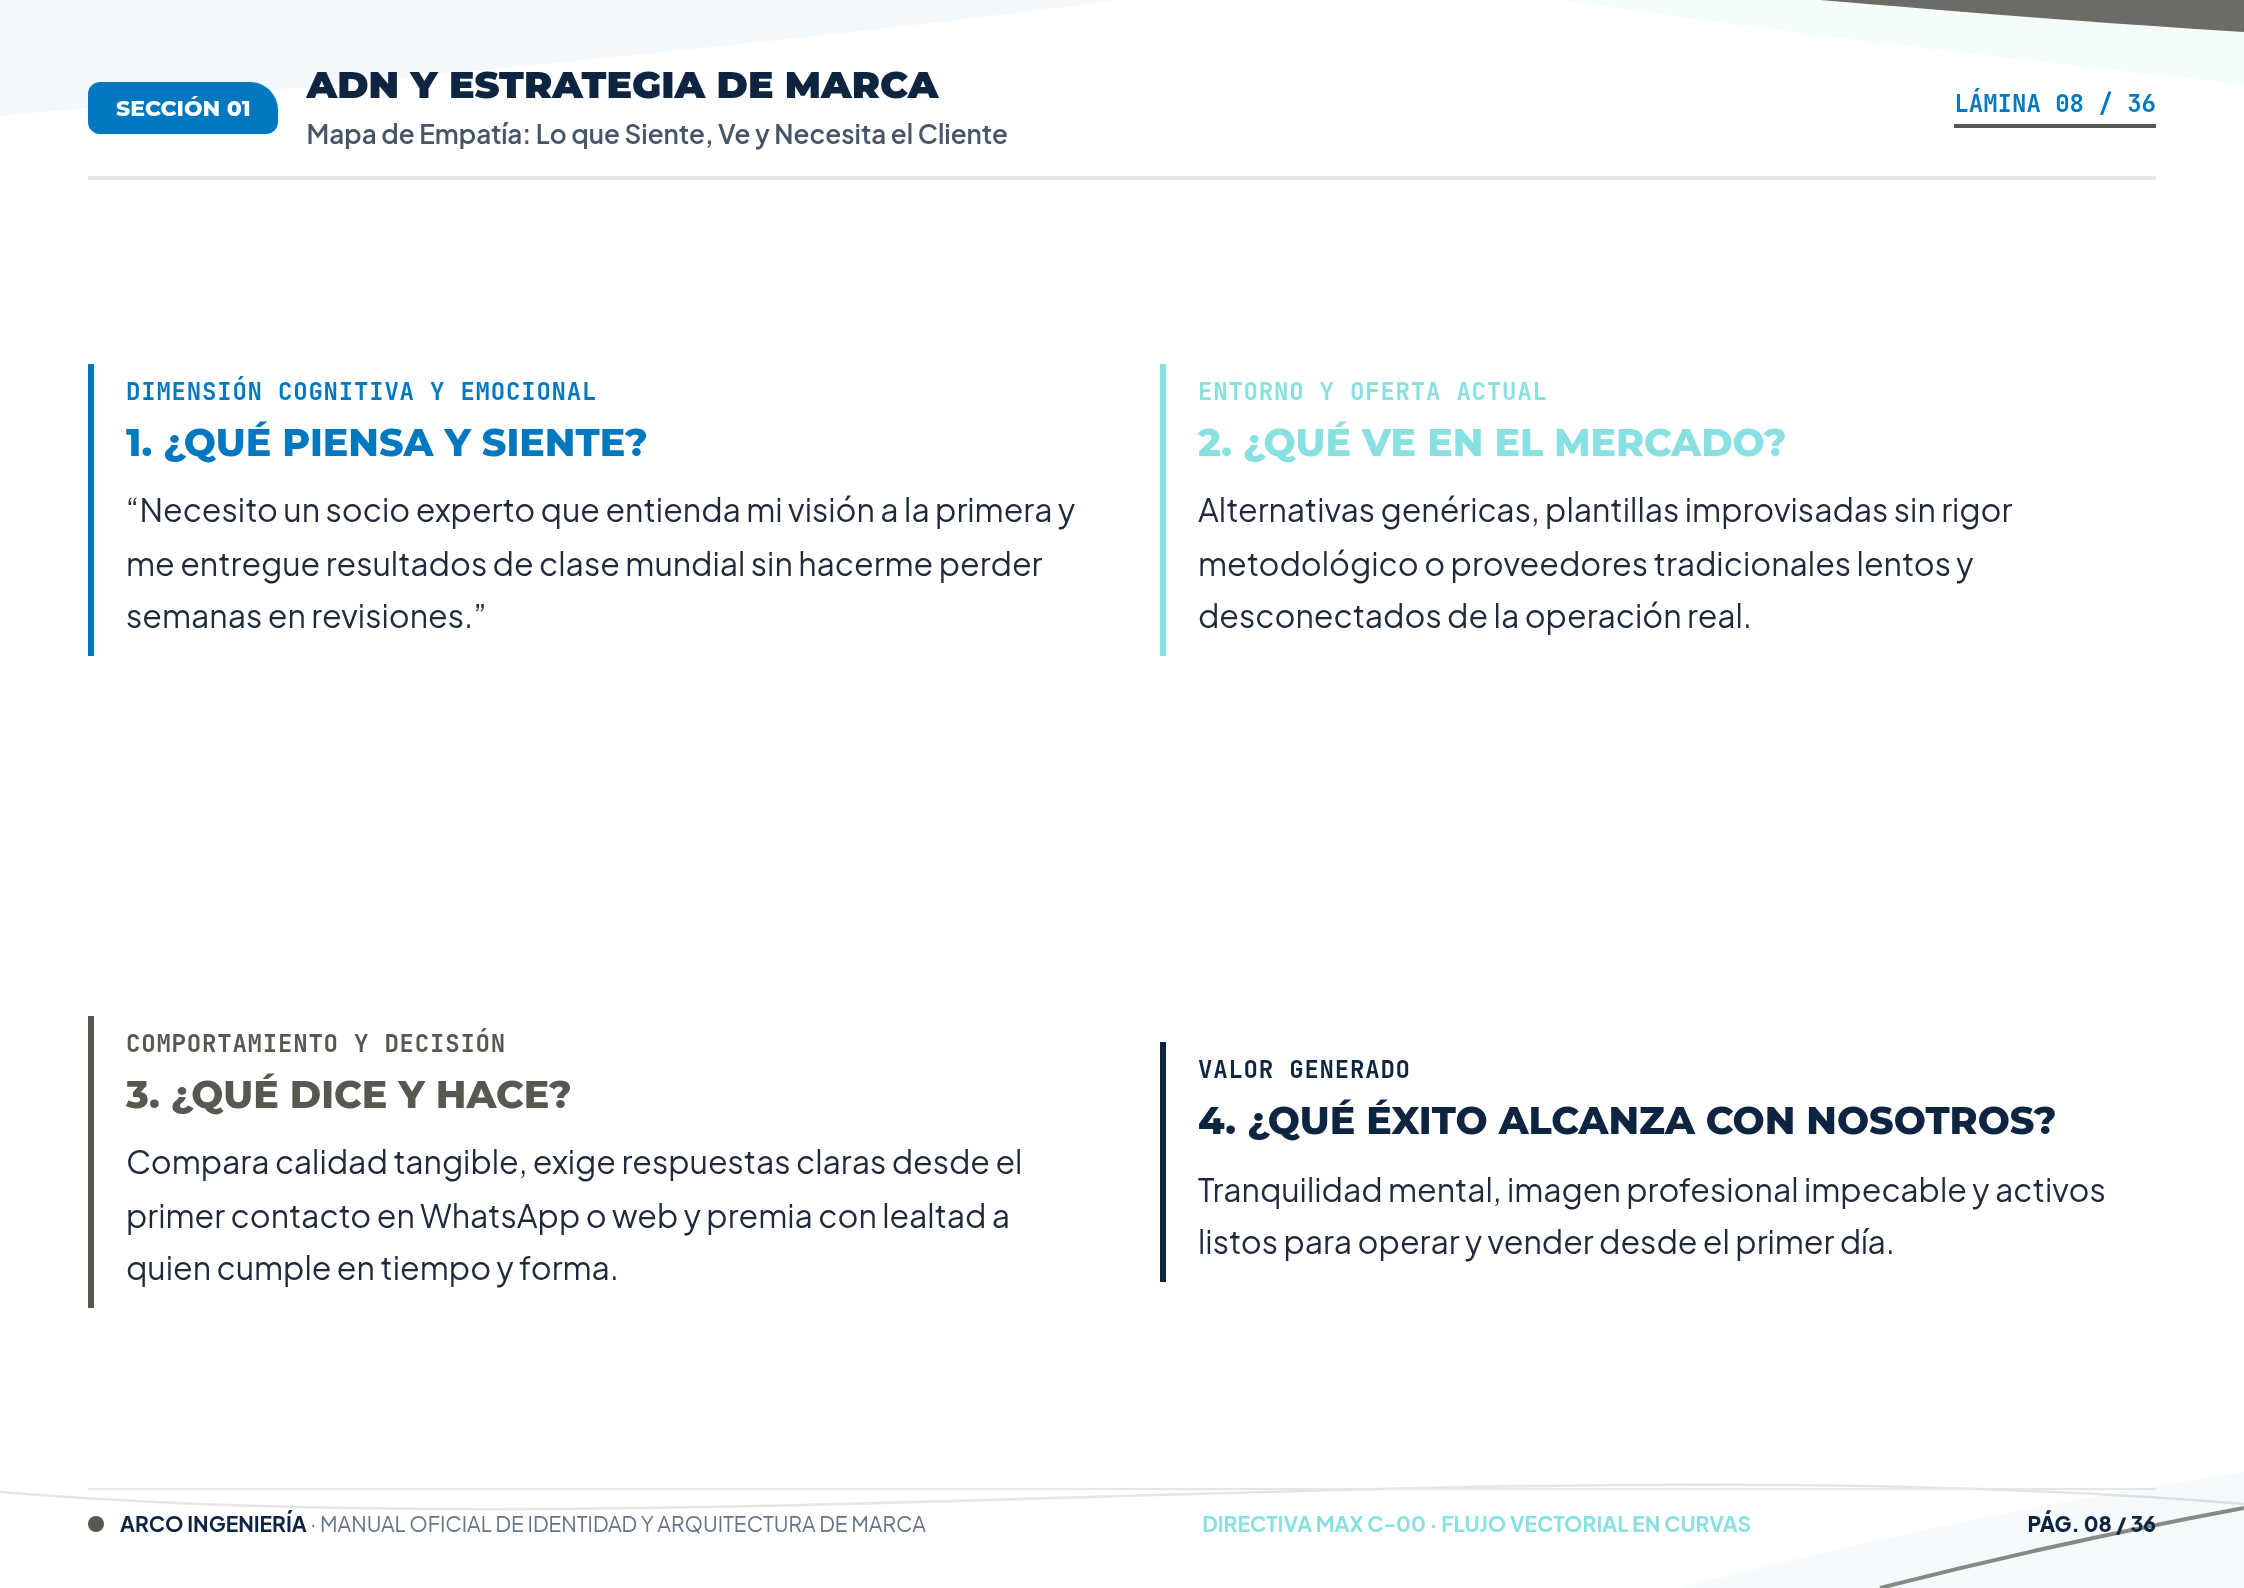 SECCIÓN 01
ADN Y ESTRATEGIA DE MARCA
Mapa de Empatía: Lo que Siente, Ve y Necesita el Cliente
LÁMINA 08 / 36
DIMENSIÓN COGNITIVA Y EMOCIONAL
1. ¿QUÉ PIENSA Y SIENTE?
“Necesito un socio experto que entienda mi visión a la primera y
me entregue resultados de clase mundial sin hacerme perder
semanas en revisiones.”
ENTORNO Y OFERTA ACTUAL
2. ¿QUÉ VE EN EL MERCADO?
Alternativas genéricas, plantillas improvisadas sin rigor
metodológico o proveedores tradicionales lentos y
desconectados de la operación real.
COMPORTAMIENTO Y DECISIÓN
3. ¿QUÉ DICE Y HACE?
Compara calidad tangible, exige respuestas claras desde el
primer contacto en WhatsApp o web y premia con lealtad a
quien cumple en tiempo y forma.
VALOR GENERADO
4. ¿QUÉ ÉXITO ALCANZA CON NOSOTROS?
Tranquilidad mental, imagen profesional impecable y activos
listos para operar y vender desde el primer día.
ARCO INGENIERÍA · MANUAL OFICIAL DE IDENTIDAD Y ARQUITECTURA DE MARCA
DIRECTIVA MAX C-00 · FLUJO VECTORIAL EN CURVAS
PÁG. 08 / 36